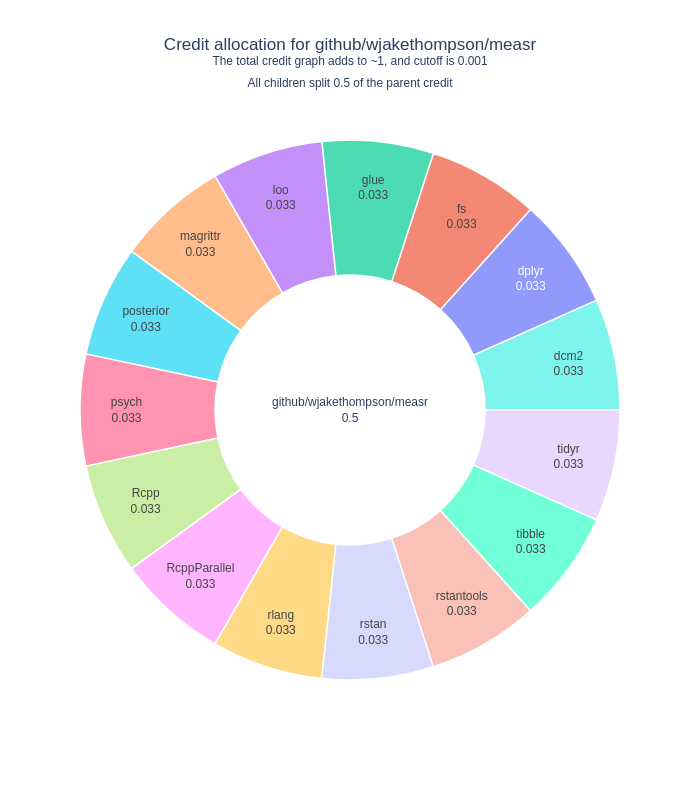 Credit allocation for github/wjakethompson/measr
The total credit graph adds to ~1, and cutoff is 0.001
All children split 0.5 of the parent credit
glue
0.033
fs
0.033
dplyr
0.033
dcm2
0.033
tidyr
0.033
tibble
0.033
rstantools
0.033
rstan
0.033
rlang
0.033
RcppParallel
0.033
Rcpp
0.033
psych
0.033
posterior
0.033
magrittr
0.033
loo
0.033
github/wjakethompson/measr
0.5